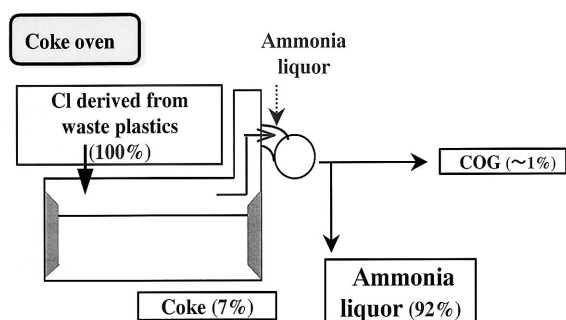 Coke oven
Ammonia
liquor
Cl derived from
waste plastics
(100%)
COG (～1%)
Ammonia
liquor (92%)
Coke (7%)